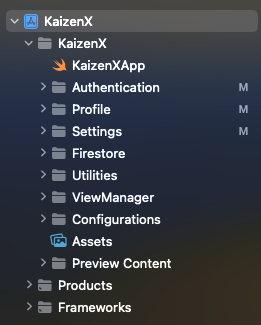 KaizenX
KaizenX
KaizenXApp
Authentication M
Profile M
Settings M
Firestore
Utilities
ViewManager
Configurations
Assets
Preview Content
Products
Frameworks